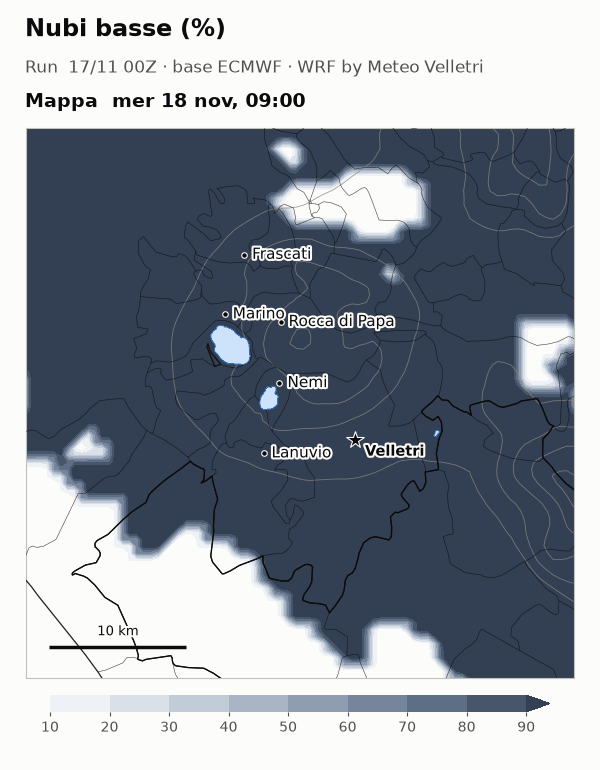 Nubi basse (%)
Run 17/11 00Z · base ECMWF · WRF by Meteo Velletri
Mappa mer 18 nov, 09:00
Frascati
Marino
Rocca di Papa
Nemi
Velletri
Lanuvio
10 km
10 20 30 40 50 60 70 80 90